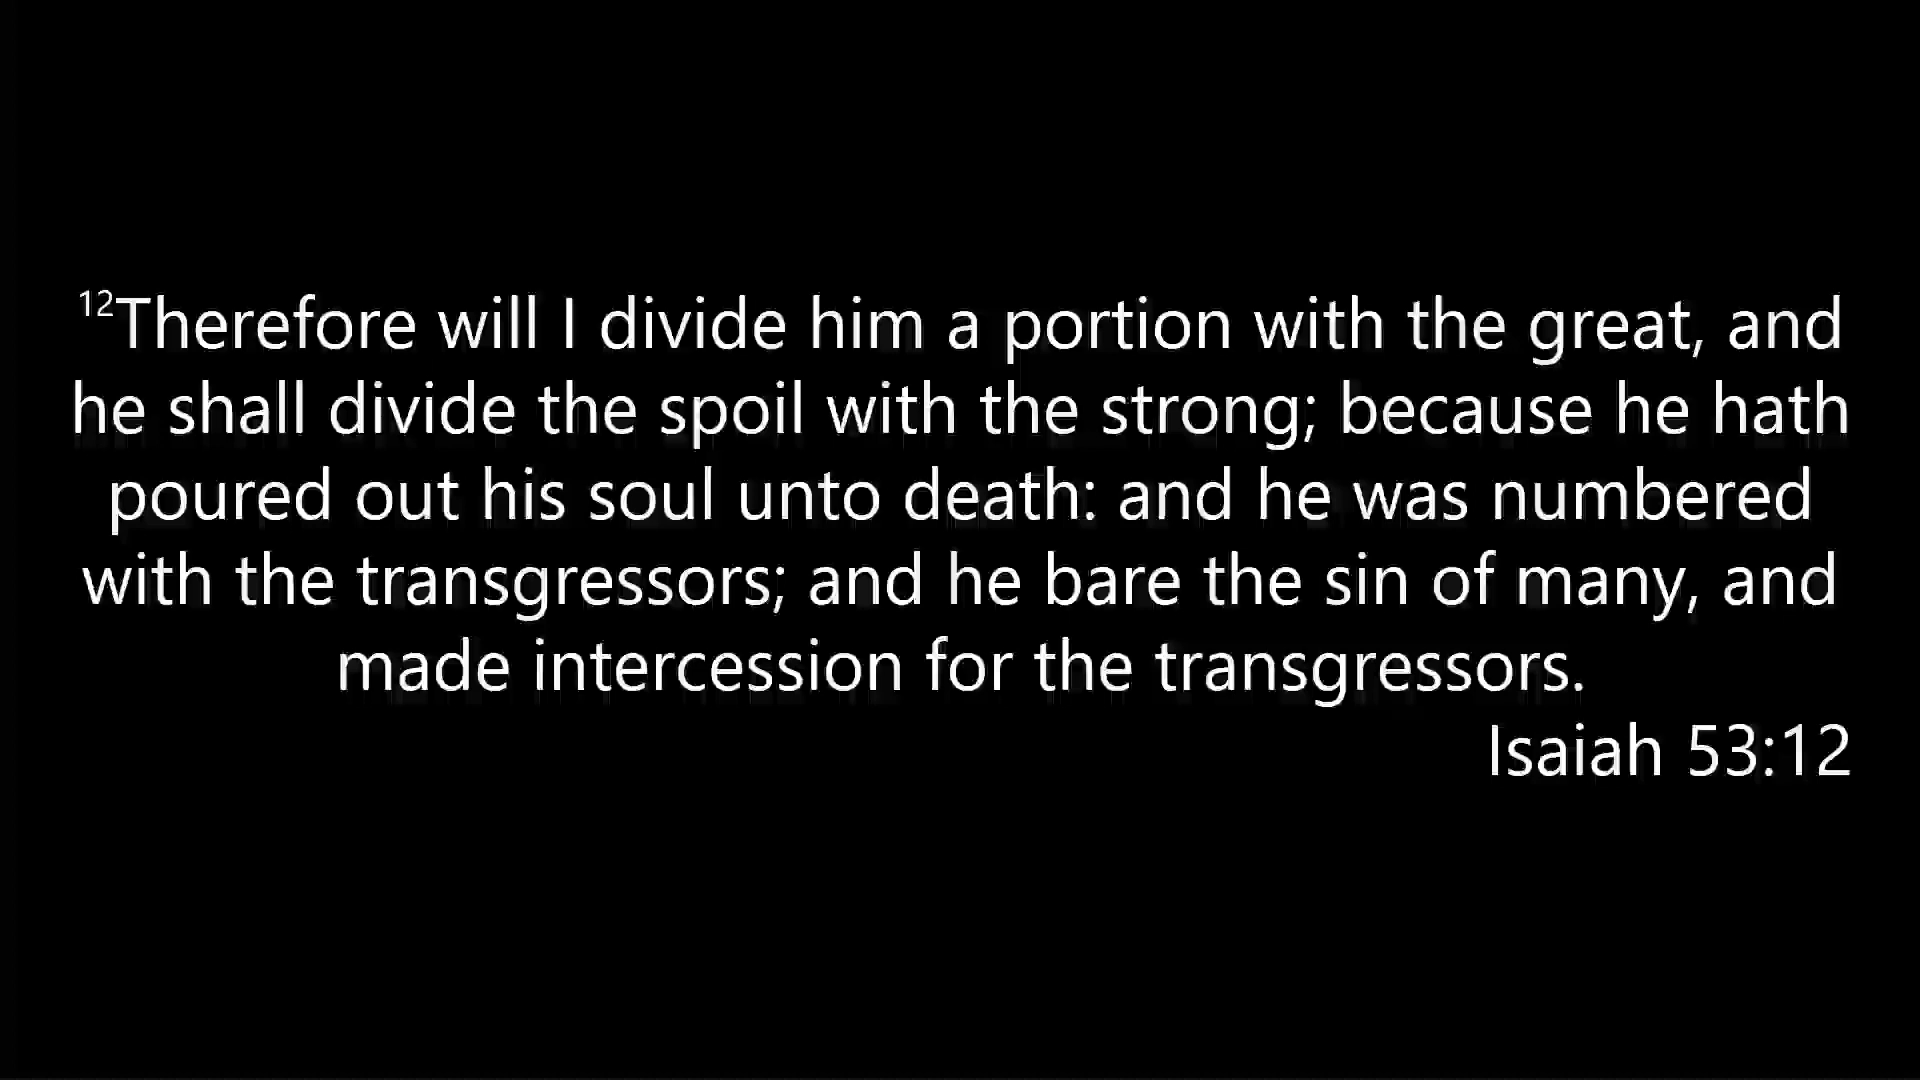 12Therefore will I divide him a portion with the great, and
he shall divide the spoil with the strong; because he hath
poured out his soul unto death: and he was numbered
with the transgressors; and he bare the sin of many, and
made intercession for the transgressors.
Isaiah 53:12